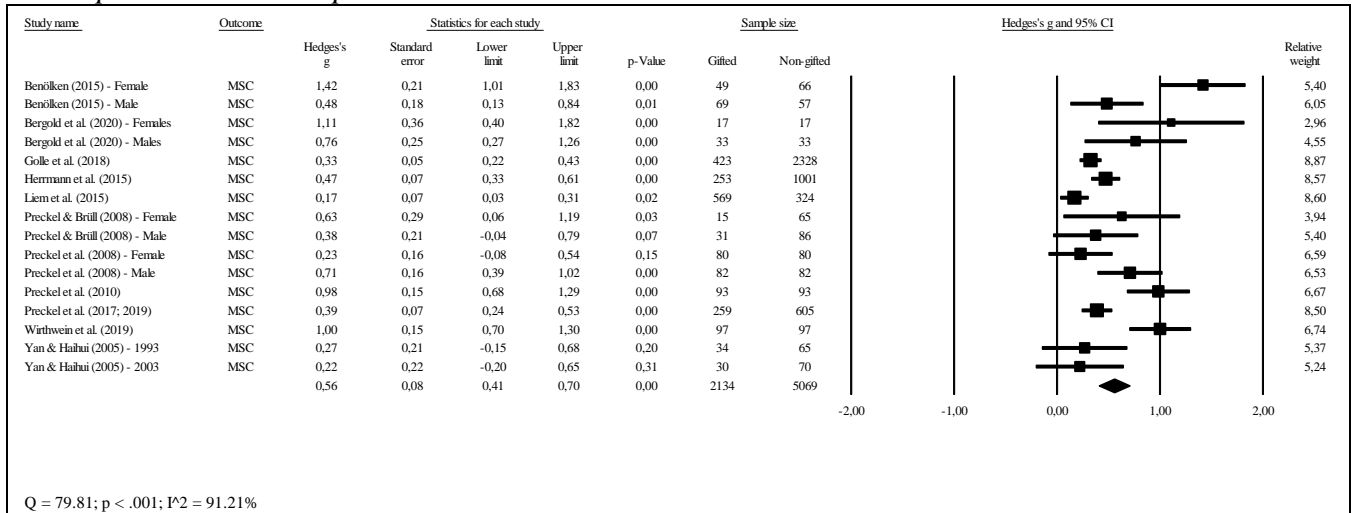 Study name Outcome Statistics for each study Sample size Hedges's g and 95% CI
Hedges's g Standard error Lower limit Upper limit p-Value Gifted Non-gifted Relative weight
Benölken (2015) - Female MSC 1,42 0,21 1,01 1,83 0,00 49 66 5,40
Benölken (2015) - Male MSC 0,48 0,18 0,13 0,84 0,01 69 57 6,05
Bergold et al. (2020) - Females MSC 1,11 0,36 0,40 1,82 0,00 17 17 2,96
Bergold et al. (2020) - Males MSC 0,76 0,25 0,27 1,26 0,00 33 33 4,55
Golle et al. (2018) MSC 0,33 0,05 0,22 0,43 0,00 423 2328 8,87
Herrmann et al. (2015) MSC 0,47 0,07 0,33 0,61 0,00 253 1001 8,57
Liem et al. (2015) MSC 0,17 0,07 0,03 0,31 0,02 569 324 8,60
Preckel & Brüll (2008) - Female MSC 0,63 0,29 0,06 1,19 0,03 15 65 3,94
Preckel & Brüll (2008) - Male MSC 0,38 0,21 -0,04 0,79 0,07 31 86 5,40
Preckel et al. (2008) - Female MSC 0,23 0,16 -0,08 0,54 0,15 80 80 6,59
Preckel et al. (2008) - Male MSC 0,71 0,16 0,39 1,02 0,00 82 82 6,53
Preckel et al. (2010) MSC 0,98 0,15 0,68 1,29 0,00 93 93 6,67
Preckel et al. (2017; 2019) MSC 0,39 0,07 0,24 0,53 0,00 259 605 8,50
Wirthwein et al. (2019) MSC 1,00 0,15 0,70 1,30 0,00 97 97 6,74
Yan & Haihui (2005) - 1993 MSC 0,27 0,21 -0,15 0,68 0,20 34 65 5,37
Yan & Haihui (2005) - 2003 MSC 0,22 0,22 -0,20 0,65 0,31 30 70 5,24
0,56 0,08 0,41 0,70 0,00 2134 5069
-2,00 -1,00 0,00 1,00 2,00
Q = 79.81; p < .001; I^2 = 91.21%